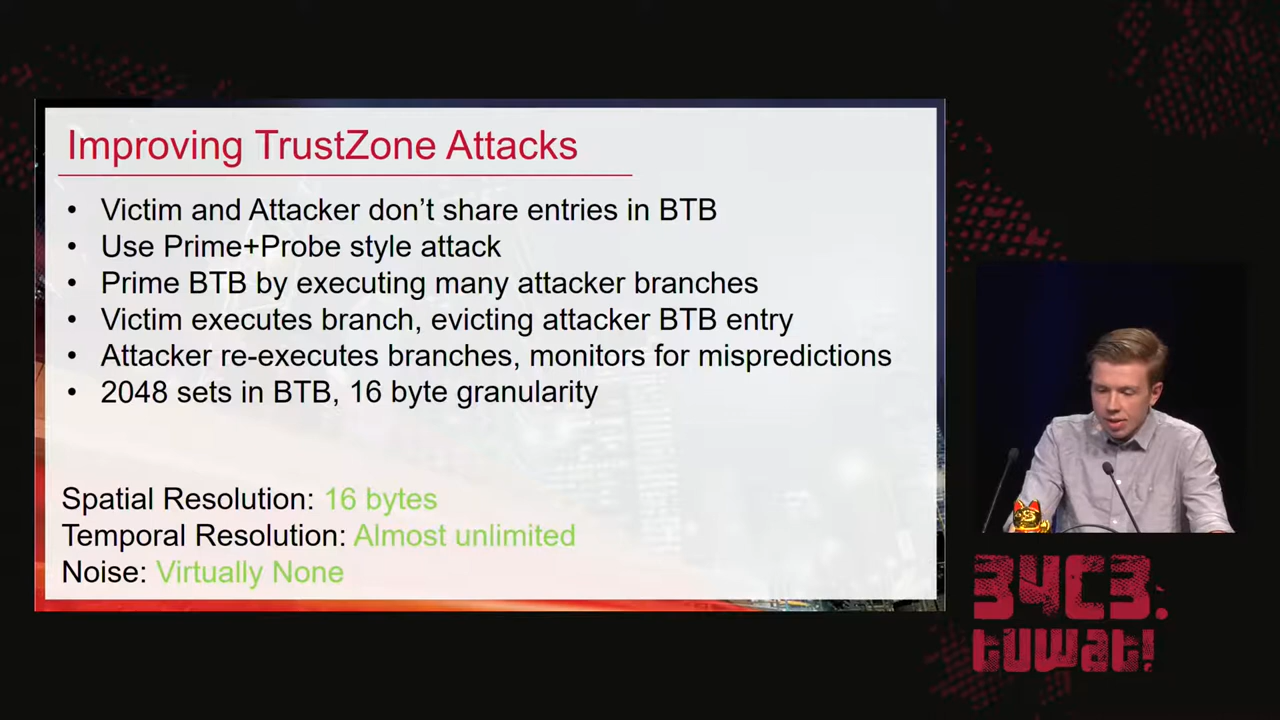 Improving TrustZone Attacks
• Victim and Attacker don’t share entries in BTB
• Use Prime+Probe style attack
• Prime BTB by executing many attacker branches
• Victim executes branch, evicting attacker BTB entry
• Attacker re-executes branches, monitors for mispredictions
• 2048 sets in BTB, 16 byte granularity
Spatial Resolution: 16 bytes
Temporal Resolution: Almost unlimited
Noise: Virtually None
34C3.
tuwat!